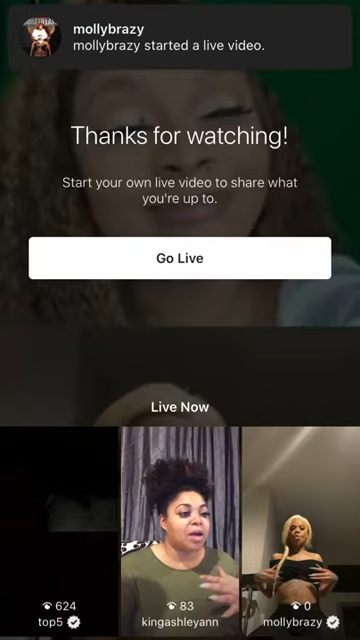 mollybrazy
mollybrazy started a live video.
Thanks for watching!
Start your own live video to share what
you're up to.
Go Live
Live Now
624
top5
83
kingashleyann
0
mollybrazy